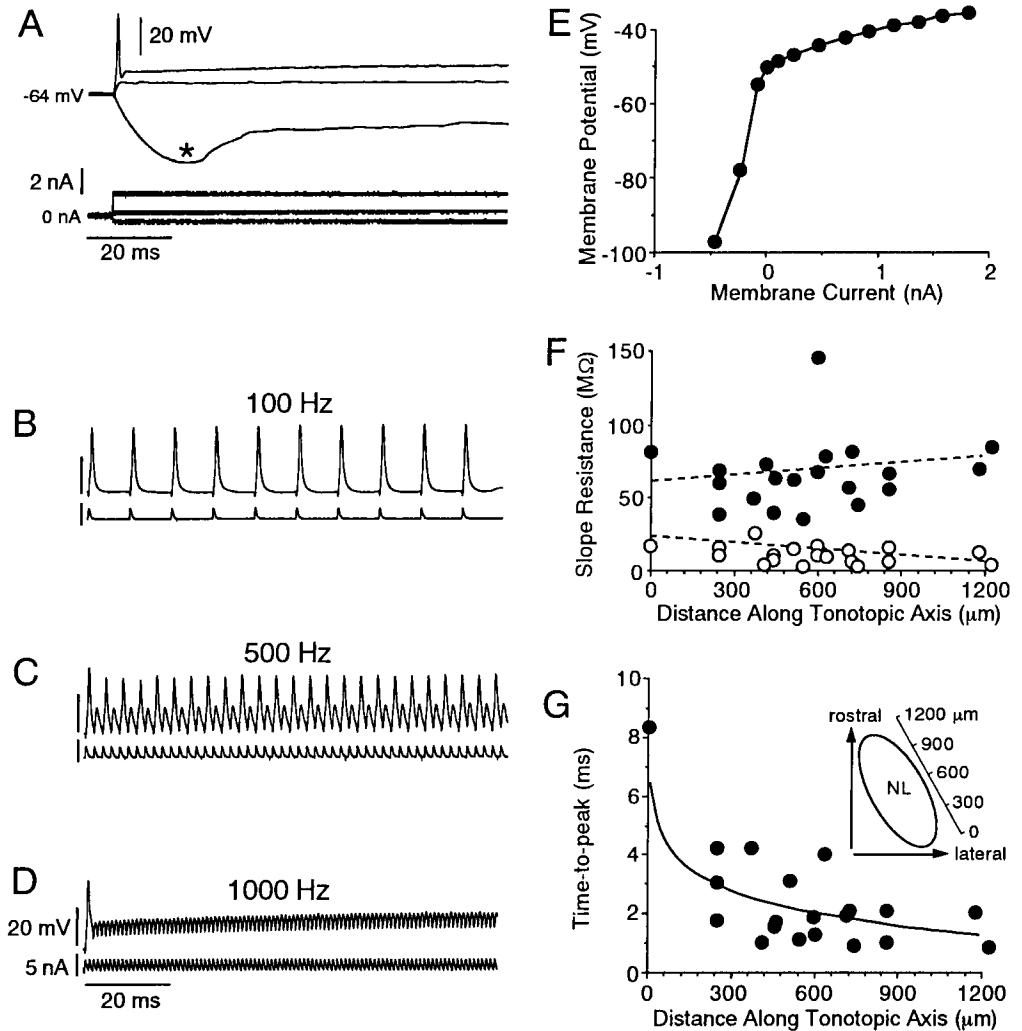 A
20 mV
-64 mV
*
2 nA
0 nA
20 ms
B
100 Hz
C
500 Hz
D
1000 Hz
20 mV
5 nA
20 ms
E
Membrane Potential (mV)
-40
-60
-80
-100
-1
0
1
2
Membrane Current (nA)
F
Slope Resistance (MΩ)
150
100
50
0
0
300
600
900
1200
Distance Along Tonotopic Axis (μm)
G
Time-to-peak (ms)
10
8
6
4
2
0
0
300
600
900
1200
Distance Along Tonotopic Axis (μm)
rostral
1200 μm
900
600
300
0
NL
lateral